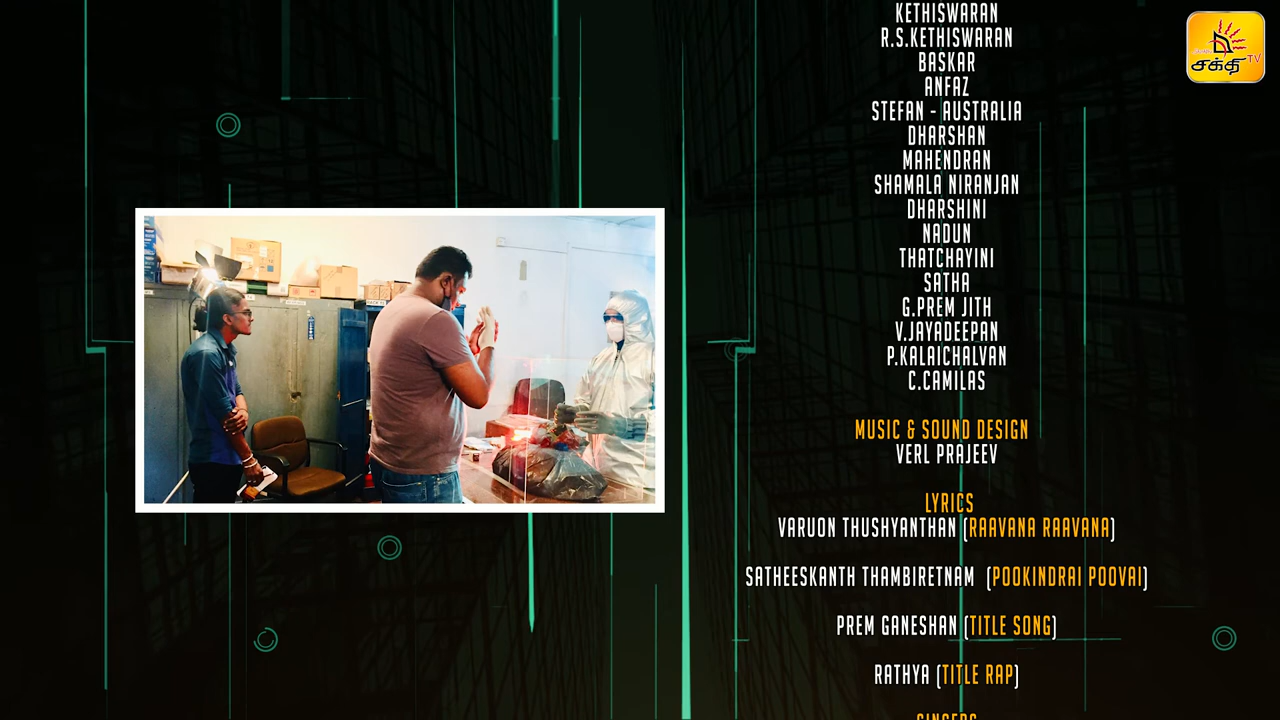 KETHISWARAN
R.S.KETHISWARAN
BASKAR
ANFAZ
STEFAN - AUSTRALIA
DHARSHAN
MAHENDRAN
SHAMALA NIRANJAN
DHARSHINI
NADUN
THATCHAYINI
SATHA
G.PREM JITH
V.JAYADEEPAN
P.KALAICHALVAN
C.CAMILAS
MUSIC & SOUND DESIGN
VERL PRAJEEV
LYRICS
VARUON THUSHYANTHAN (RAAVANA RAAVANA)
SATHEESKANTH THAMBIRETNAM (POOKINDRAI POOVAI)
PREM GANESHAN (TITLE SONG)
RATHYA (TITLE RAP)
SINGERS
சக்தி TV